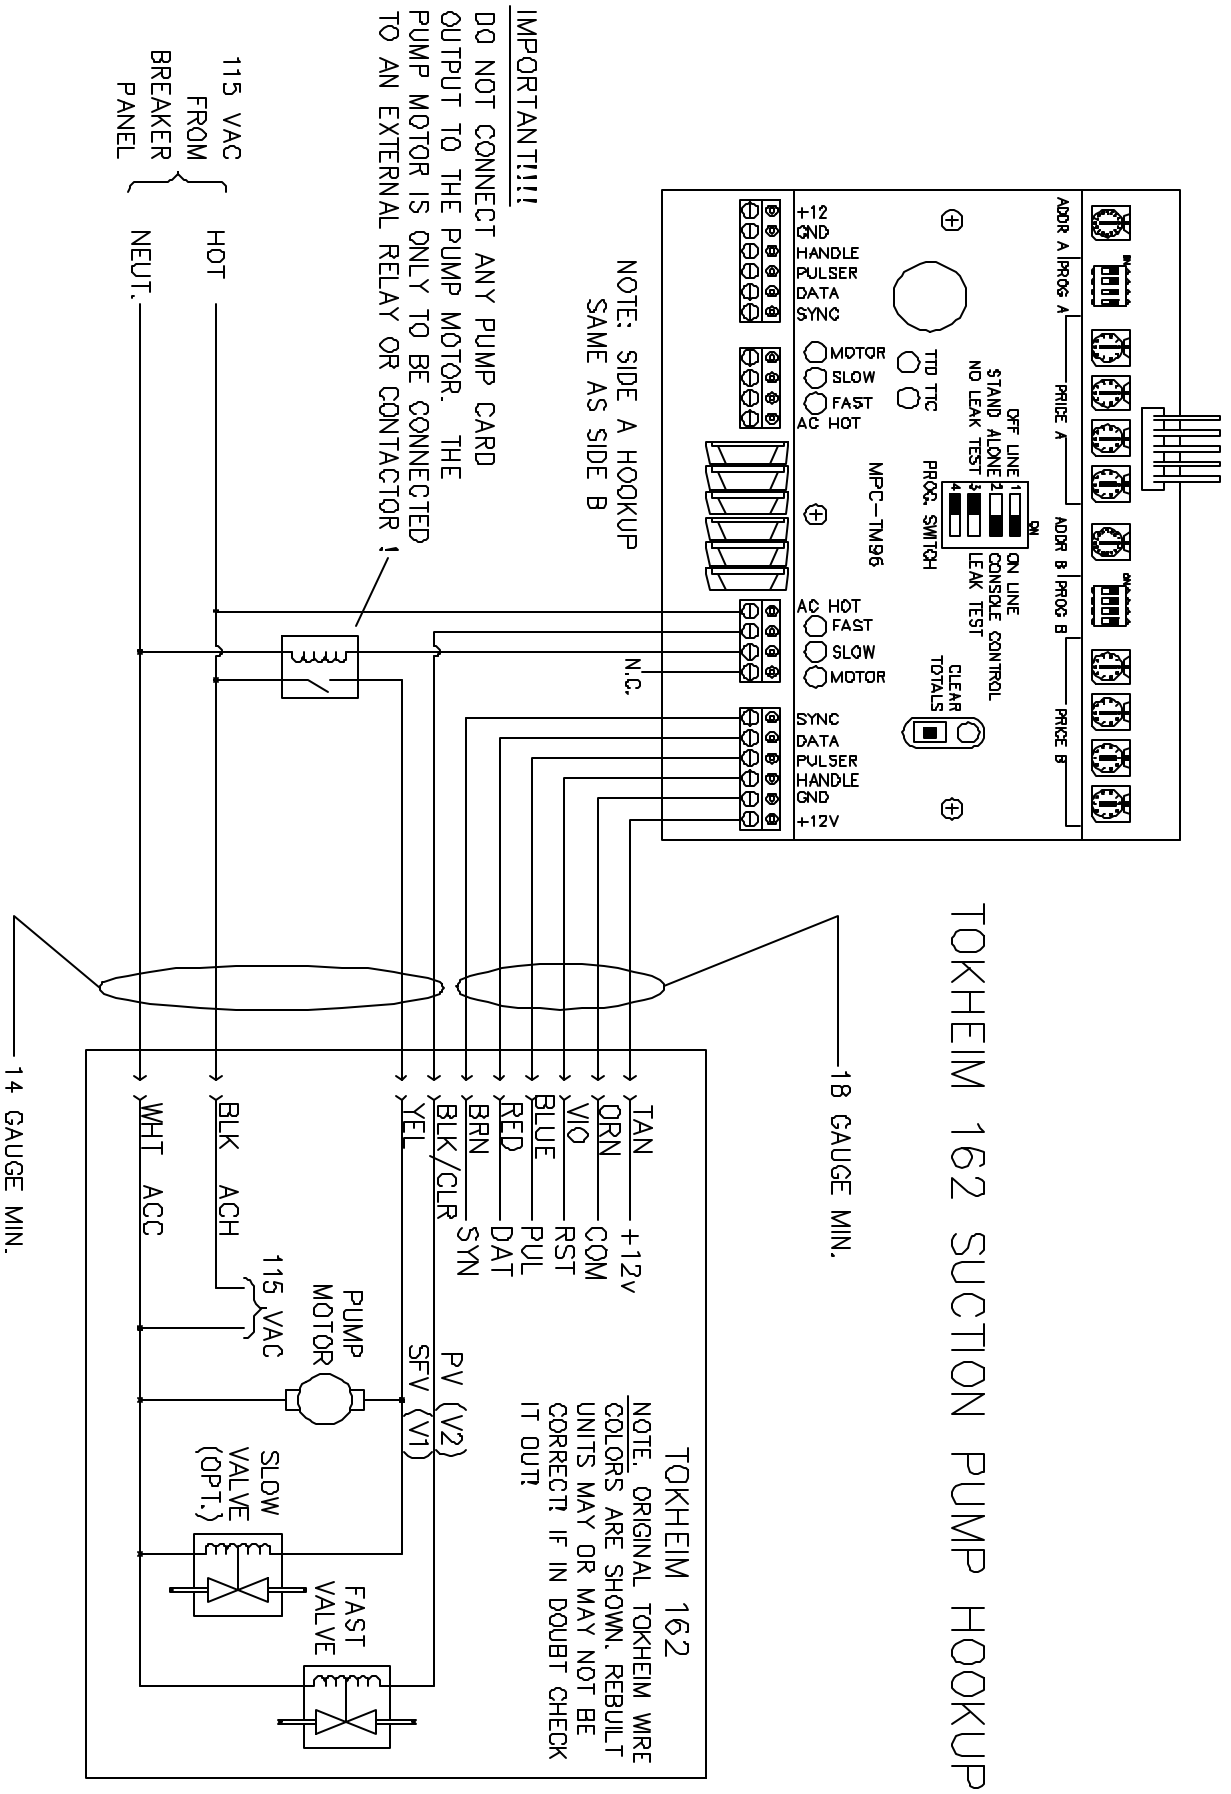 TOKHEIM 162 SUCTION PUMP HOOKUP
ADDR A
PROG A
PRICE A
ADDR B
PROG B
PRICE B
ON
ON
OFF LINE 1
STAND ALONE 2
NO LEAK TEST 3
4
ON
ON LINE
CONSOLE CONTROL
LEAK TEST
PROG. SWITCH
TTD TTC
CLEAR
TOTALS
MPC-TM96
+12
GND
HANDLE
PULSER
DATA
SYNC
MOTOR
SLOW
FAST
AC HOT
AC HOT
FAST
SLOW
MOTOR
SYNC
DATA
PULSER
HANDLE
GND
+12V
N.C.
NOTE: SIDE A HOOKUP
SAME AS SIDE B
IMPORTANT!!!!
DO NOT CONNECT ANY PUMP CARD
OUTPUT TO THE PUMP MOTOR. THE
PUMP MOTOR IS ONLY TO BE CONNECTED
TO AN EXTERNAL RELAY OR CONTACTOR !
115 VAC
FROM
BREAKER
PANEL
HOT
NEUT.
18 GAUGE MIN.
14 GAUGE MIN.
TOKHEIM 162
NOTE. ORIGINAL TOKHEIM WIRE
COLORS ARE SHOWN. REBUILT
UNITS MAY OR MAY NOT BE
CORRECT! IF IN DOUBT CHECK
IT OUT!
TAN +12v
ORN COM
VIO RST
BLUE PUL
RED DAT
BRN SYN
BLK/CLR PV (V2)
YEL SFV (V1)
BLK ACH
WHT ACC
115 VAC
PUMP
MOTOR
SLOW
VALVE
(OPT.)
FAST
VALVE